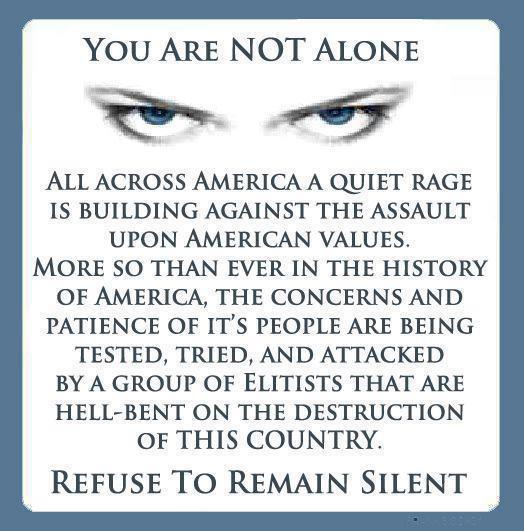 You Are NOT Alone
All across America a quiet rage
is building against the assault
upon American values.
More so than ever in the history
of America, the concerns and
patience of it's people are being
tested, tried, and attacked
by a group of Elitists that are
hell-bent on the destruction
of THIS COUNTRY.
Refuse To Remain Silent